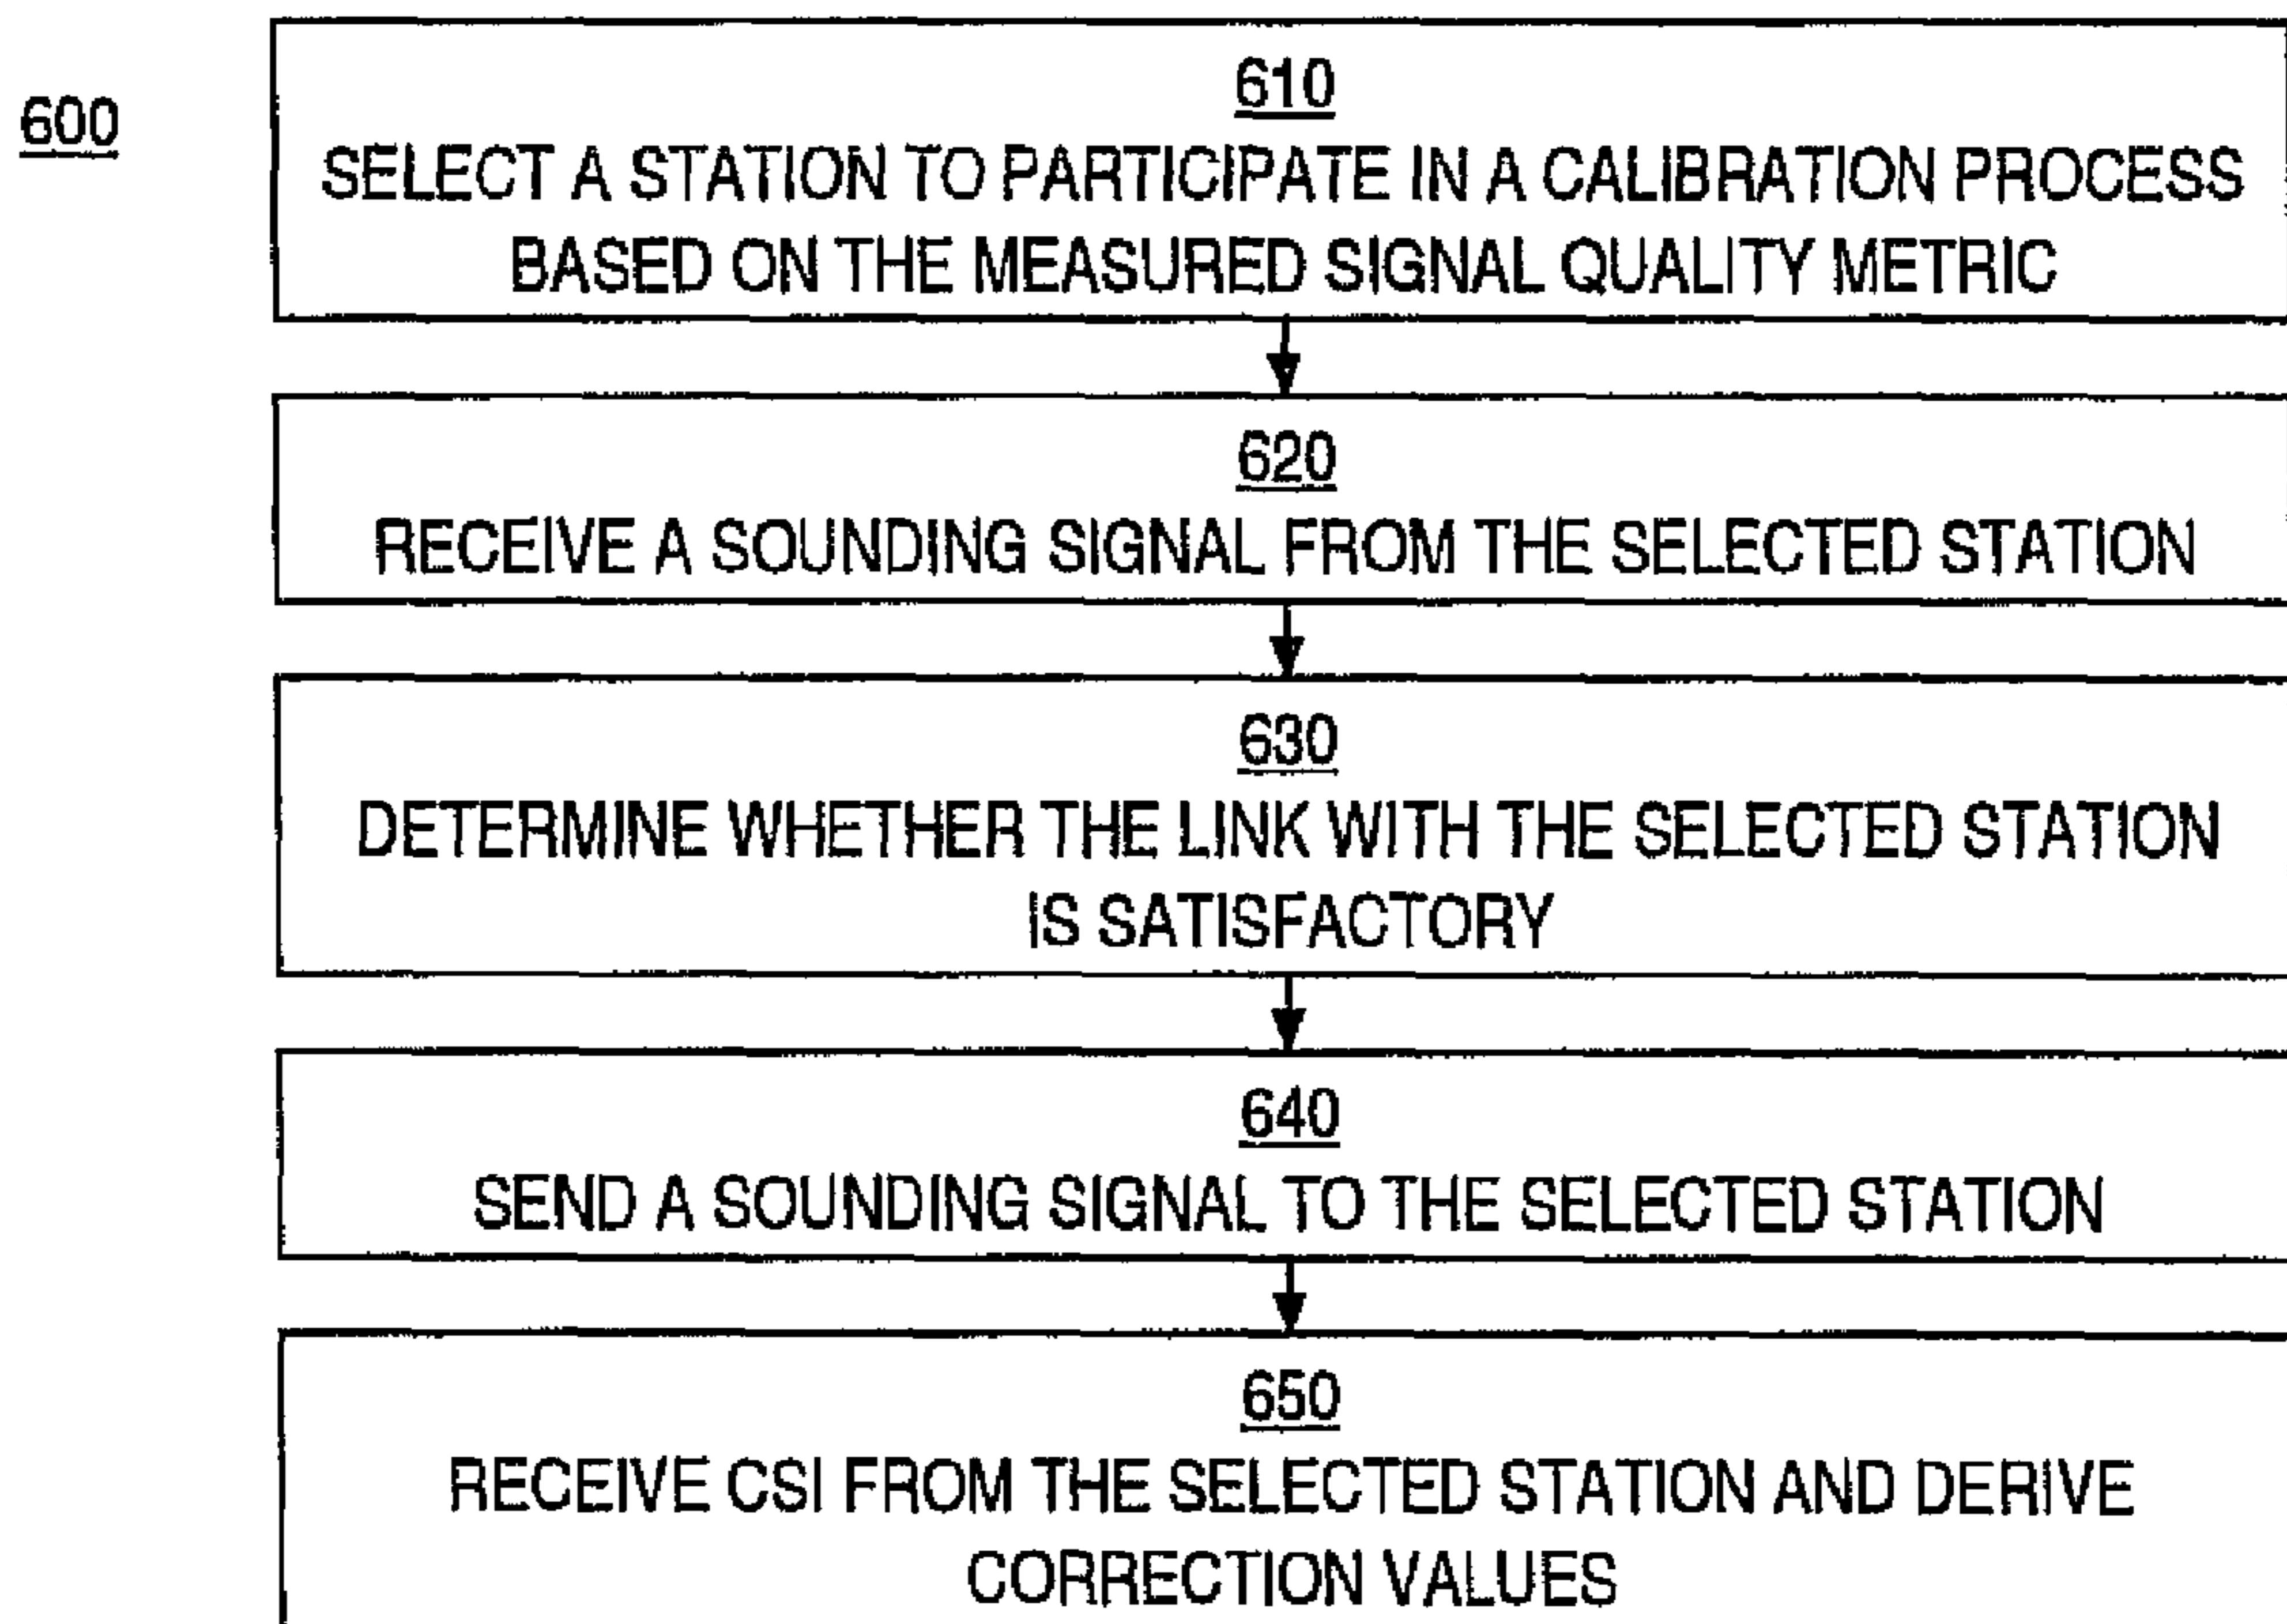 600
610
SELECT A STATION TO PARTICIPATE IN A CALIBRATION PROCESS
BASED ON THE MEASURED SIGNAL QUALITY METRIC
620
RECEIVE A SOUNDING SIGNAL FROM THE SELECTED STATION
630
DETERMINE WHETHER THE LINK WITH THE SELECTED STATION
IS SATISFACTORY
640
SEND A SOUNDING SIGNAL TO THE SELECTED STATION
650
RECEIVE CSI FROM THE SELECTED STATION AND DERIVE
CORRECTION VALUES